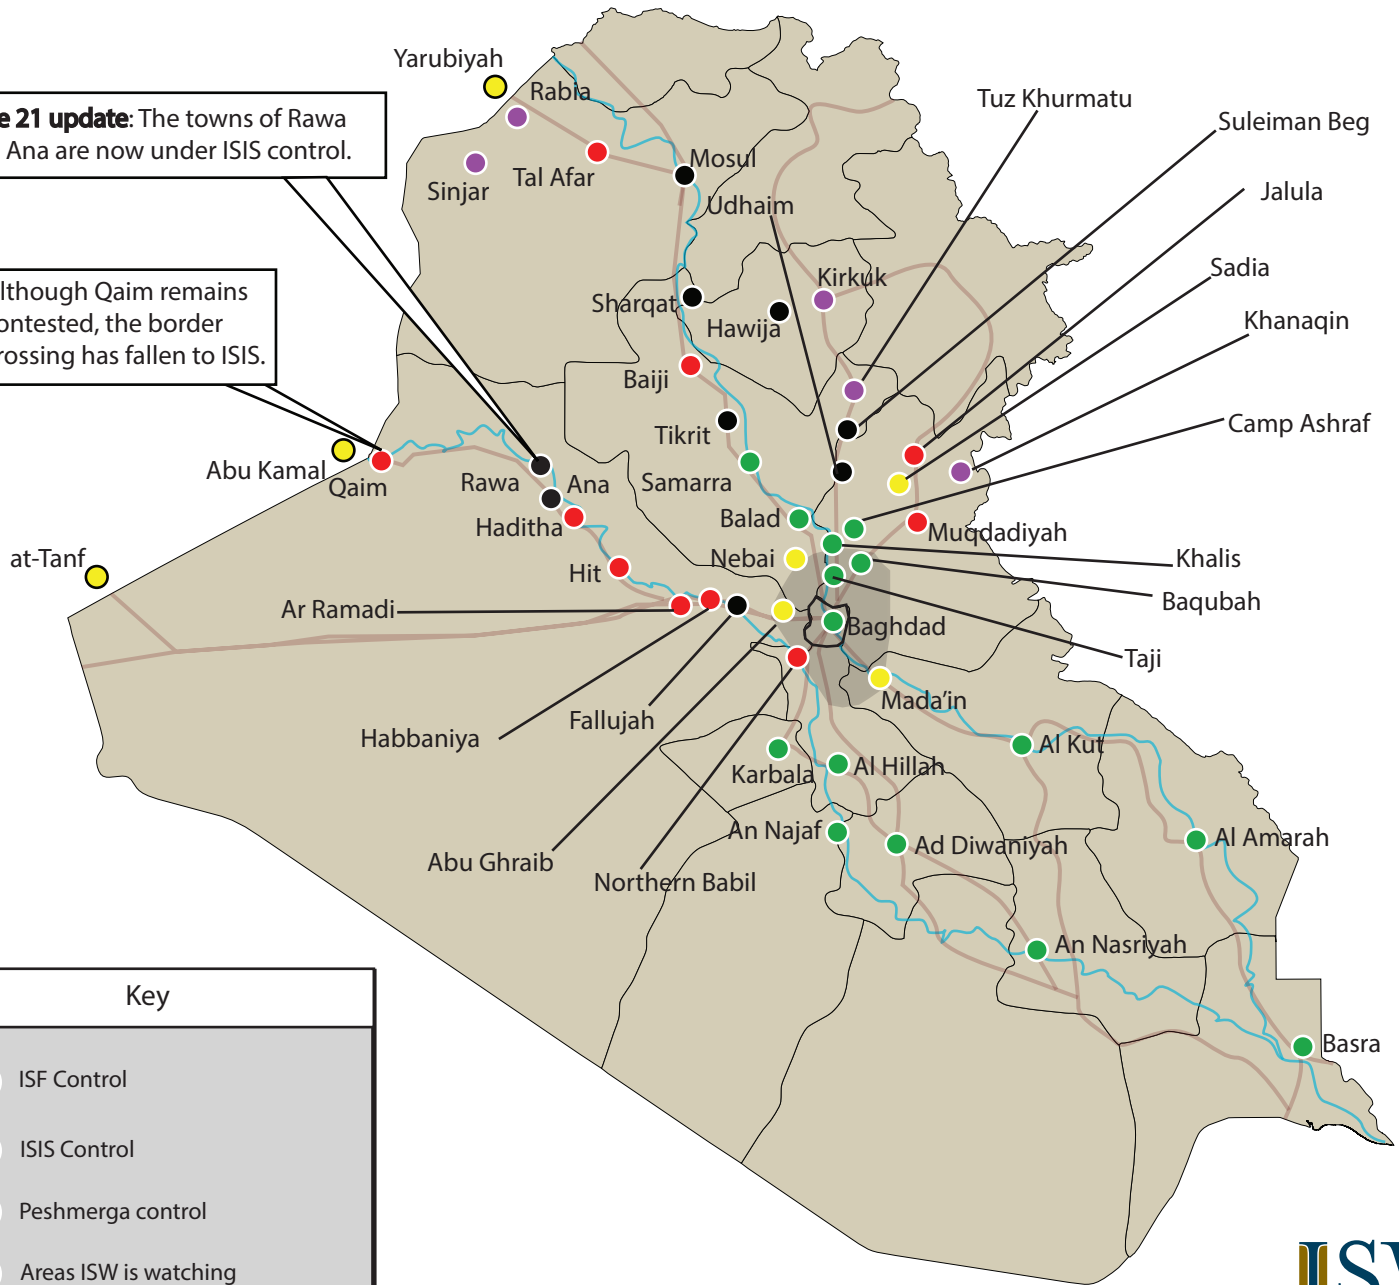 Yarubiyah
Rabia
e 21 update: The towns of Rawa
Ana are now under ISIS control.
Tuz Khurmatu
Suleiman Beg
Mosul
Tal Afar
Sinjar
Udhaim
Jalula
Sadia
lthough Qaim remains
ontested, the border
rossing has fallen to ISIS.
Kirkuk
Sharqat
Hawija
Khanaqin
Baiji
Tikrit
Camp Ashraf
Abu Kamal
Qaim
Rawa
Ana
Samarra
Haditha
Balad
Muqdadiyah
at-Tanf
Nebai
Khalis
Hit
Baqubah
Ar Ramadi
Baghdad
Taji
Mada'in
Fallujah
Habbaniya
Al Kut
Karbala
Al Hillah
An Najaf
Ad Diwaniyah
Al Amarah
Abu Ghraib
Northern Babil
An Nasriyah
Basra
Key
ISF Control
ISIS Control
Peshmerga control
Areas ISW is watching